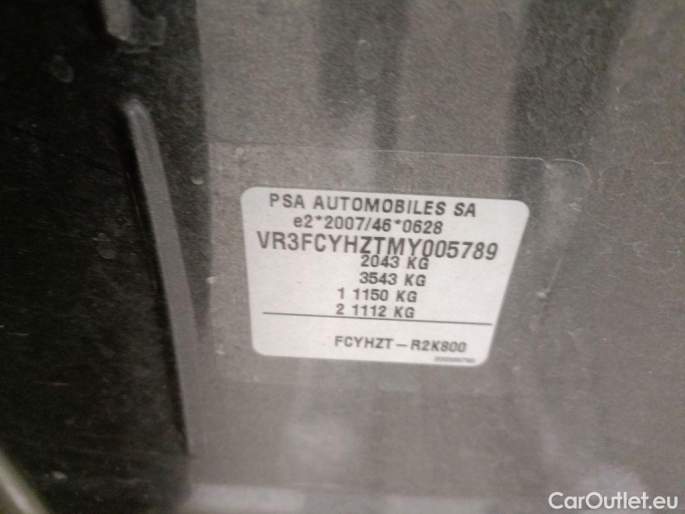 PSA AUTOMOBILES SA
e2*2007/46*0628
VR3FCYHZTMY005789
2043 KG
3543 KG
1 1150 KG
2 1112 KG
FCYHZT–R2K800
CarOutlet.eu